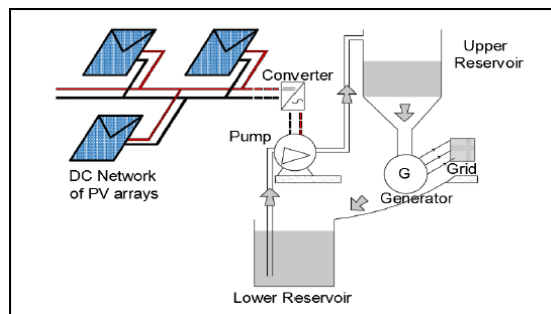 Converter
Upper
Reservoir
Pump
DC Network
of PV arrays
G
Grid
Generator
Lower Reservoir